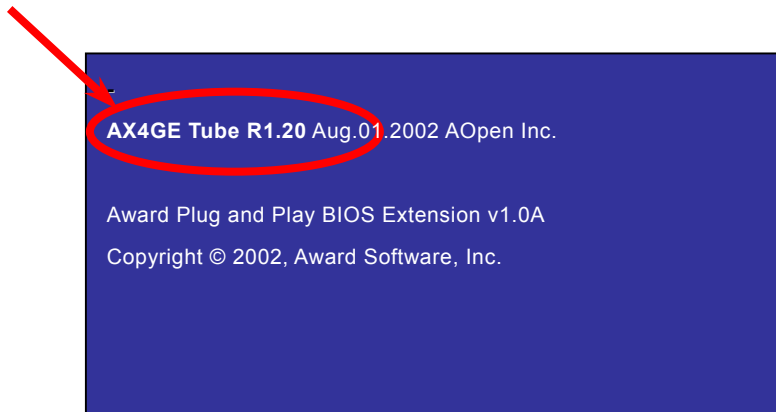 AX4GE Tube R1.20 Aug.01.2002 AOpen Inc.
Award Plug and Play BIOS Extension v1.0A
Copyright © 2002, Award Software, Inc.